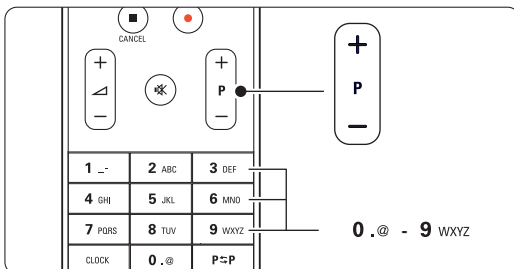 CANCEL
+ + +
P P
− − −
1 _- 2 ABC 3 DEF
4 GHI 5 JKL 6 MNO
7 PQRS 8 TUV 9 WXYZ 0 .@ - 9 WXYZ
CLOCK 0 .@ P⇆P